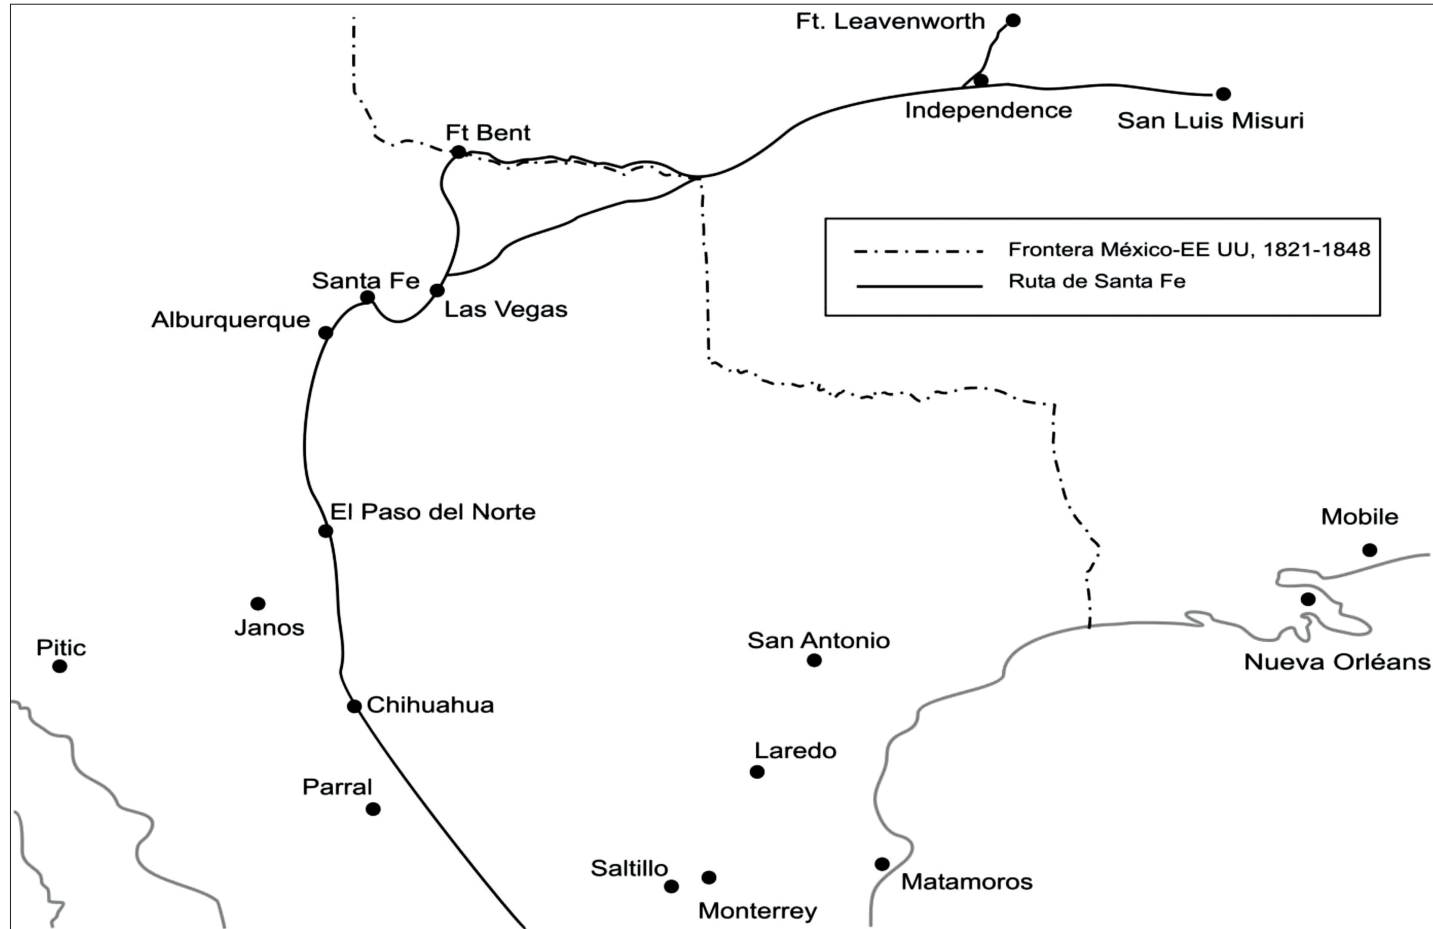 Ft. Leavenworth
Independence
San Luis Misuri
Ft Bent
Frontera México-EE UU, 1821-1848
Ruta de Santa Fe
Santa Fe
Las Vegas
Alburquerque
El Paso del Norte
Mobile
Janos
Pitic
San Antonio
Nueva Orléans
Chihuahua
Laredo
Parral
Saltillo
Matamoros
Monterrey